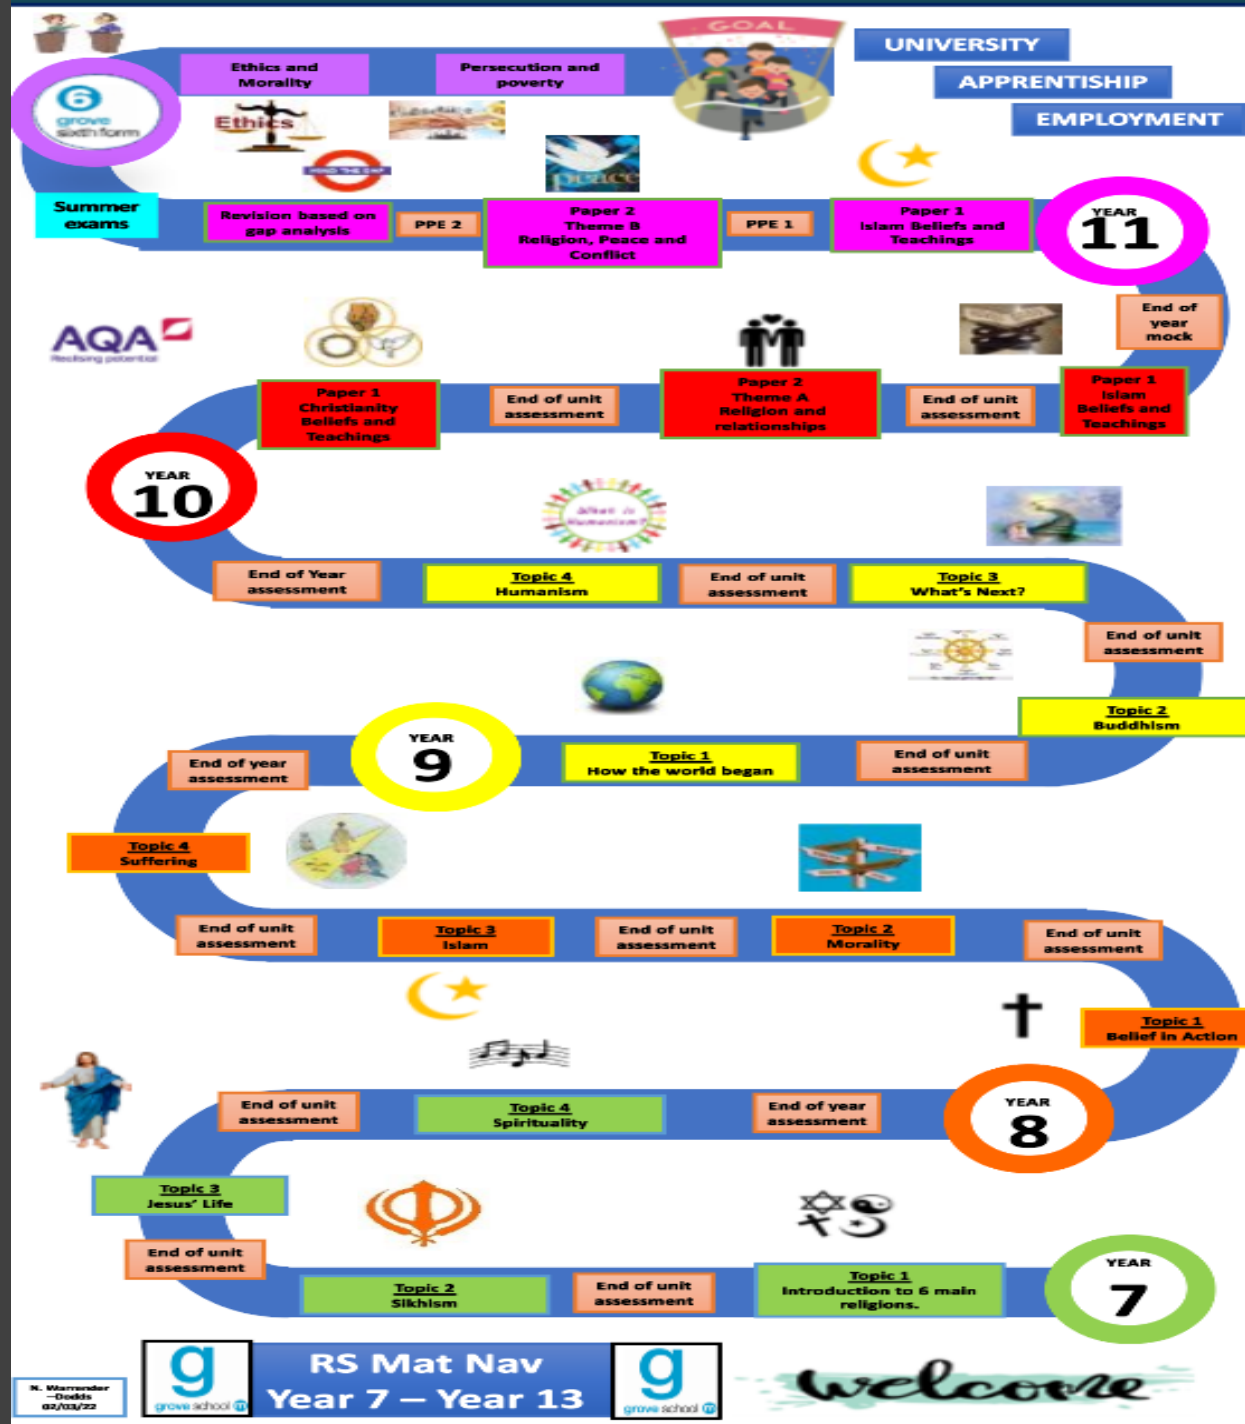 GOAL
UNIVERSITY
APPRENTISHIP
EMPLOYMENT
Ethics and
Morality
Persecution and
poverty
6
grove
sixth form
Ethics
MIND THE GAP
peace
Summer
exams
Revision based on
gap analysis
PPE 2
Paper 2
Theme B
Religion, Peace and
Conflict
PPE 1
Paper 1
Islam Beliefs and
Teachings
YEAR
11
End of
year
mock
AQA
Realising potential
Paper 1
Christianity
Beliefs and
Teachings
End of unit
assessment
Paper 2
Theme A
Religion and
relationships
End of unit
assessment
Paper 1
Islam
Beliefs and
Teachings
YEAR
10
What is
Humanism?
End of Year
assessment
Topic 4
Humanism
End of unit
assessment
Topic 3
What's Next?
End of unit
assessment
Topic 2
Buddhism
YEAR
9
End of year
assessment
Topic 1
How the world began
End of unit
assessment
Topic 4
Suffering
End of unit
assessment
Topic 3
Islam
End of unit
assessment
Topic 2
Morality
End of unit
assessment
Topic 1
Belief in Action
End of unit
assessment
Topic 4
Spirituality
End of year
assessment
YEAR
8
Topic 3
Jesus' Life
End of unit
assessment
Topic 2
Sikhism
End of unit
assessment
Topic 1
Introduction to 6 main
religions.
YEAR
7
N. Warrender
–Dodds
02/03/22
g
grove school
RS Mat Nav
Year 7 – Year 13
g
grove school
welcome